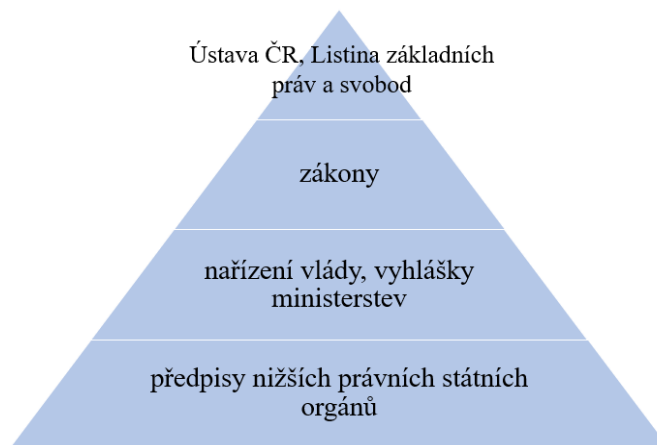 Ústava ČR, Listina základních
práv a svobod
zákony
nařízení vlády, vyhlášky
ministerstev
předpisy nižších právních státních
orgánů